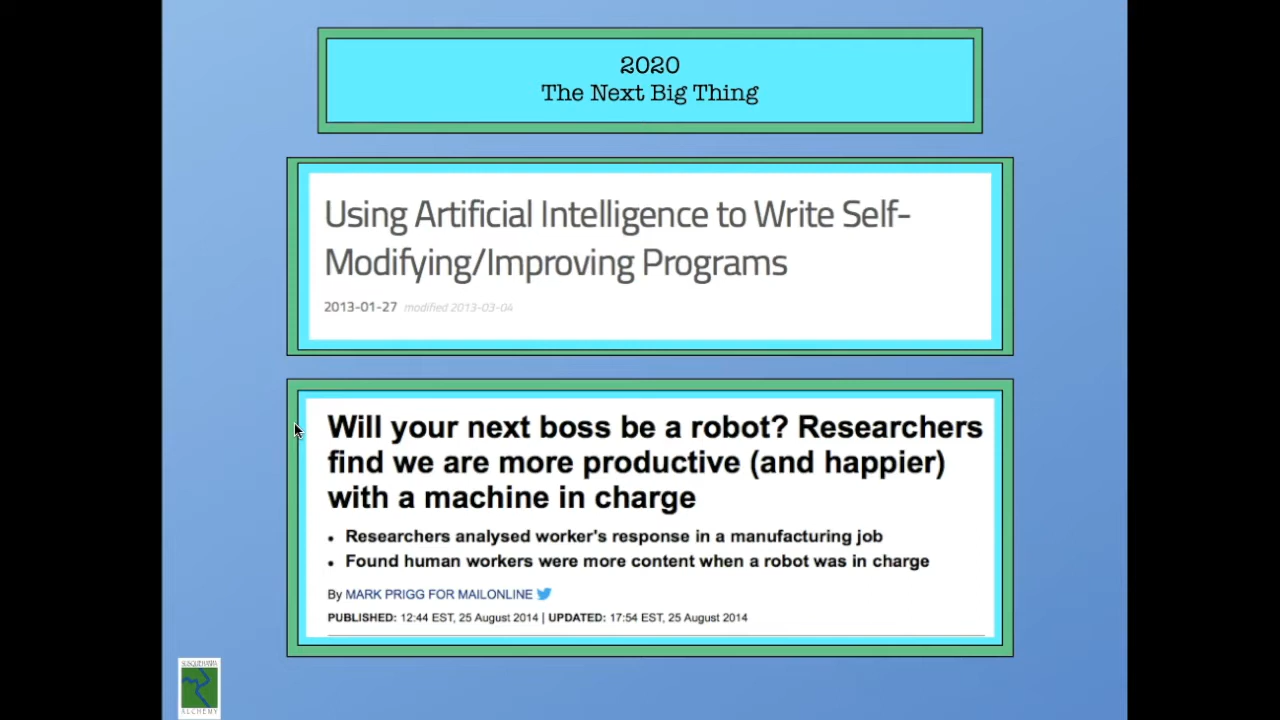 2020
The Next Big Thing
Using Artificial Intelligence to Write Self-
Modifying/Improving Programs
2013-01-27 modified 2013-03-04
Will your next boss be a robot? Researchers
find we are more productive (and happier)
with a machine in charge
• Researchers analysed worker's response in a manufacturing job
• Found human workers were more content when a robot was in charge
By MARK PRIGG FOR MAILONLINE
PUBLISHED: 12:44 EST, 25 August 2014 | UPDATED: 17:54 EST, 25 August 2014
SUSQUEHANNA
ALCHEMY